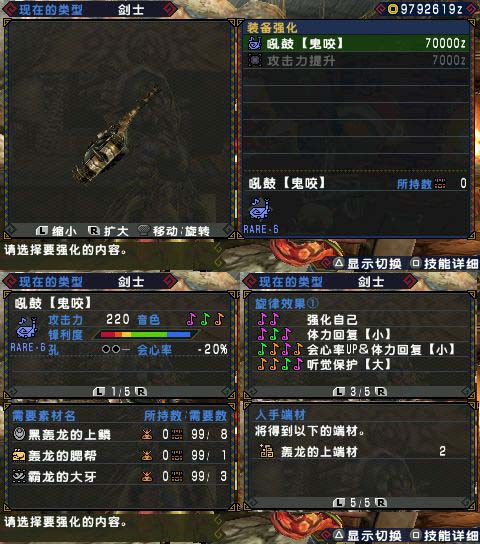 现在的类型 剑士
9792619z
装备强化
吼鼓【鬼咬】 70000z
攻击力提升 7000z
吼鼓【鬼咬】 所持数 0
RARE-6
L 缩小 R 扩大 移动/旋转
请选择要强化的内容。
△显示切换 □技能详细
现在的类型 剑士
吼鼓【鬼咬】
攻击力 220 音色
锋利度
RARE-6 孔 ○○— 会心率 -20%
L 1/5 R
需要素材名 所持数/需要数
黑轰龙的上鳞 0 99/ 8
轰龙的腮帮 0 99/ 1
霸龙的大牙 0 99/ 3
请选择要强化的内容。
现在的类型 剑士
旋律效果①
强化自己
体力回复【小】
会心率UP&体力回复【小】
听觉保护【大】
L 3/5 R
入手端材
将得到以下的端材。
轰龙的上端材 2
L 5/5 R
△显示切换 □技能详细